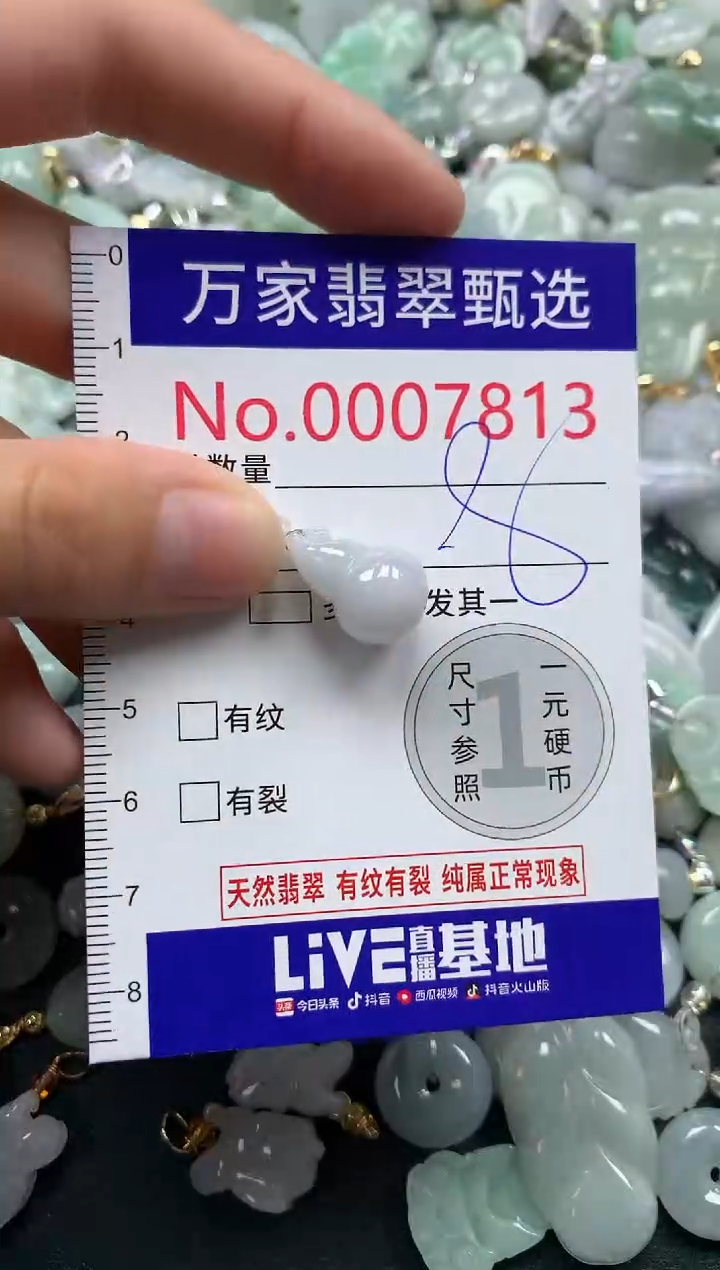 0
万家翡翠甄选
1
No.0007813
2
数量
发其一
5
有纹
尺寸参照
1
一元硬币
6
有裂
7
天然翡翠 有纹有裂 纯属正常现象
LiVE直播基地
8
头条 今日头条 抖音 西瓜视频 抖音火山版